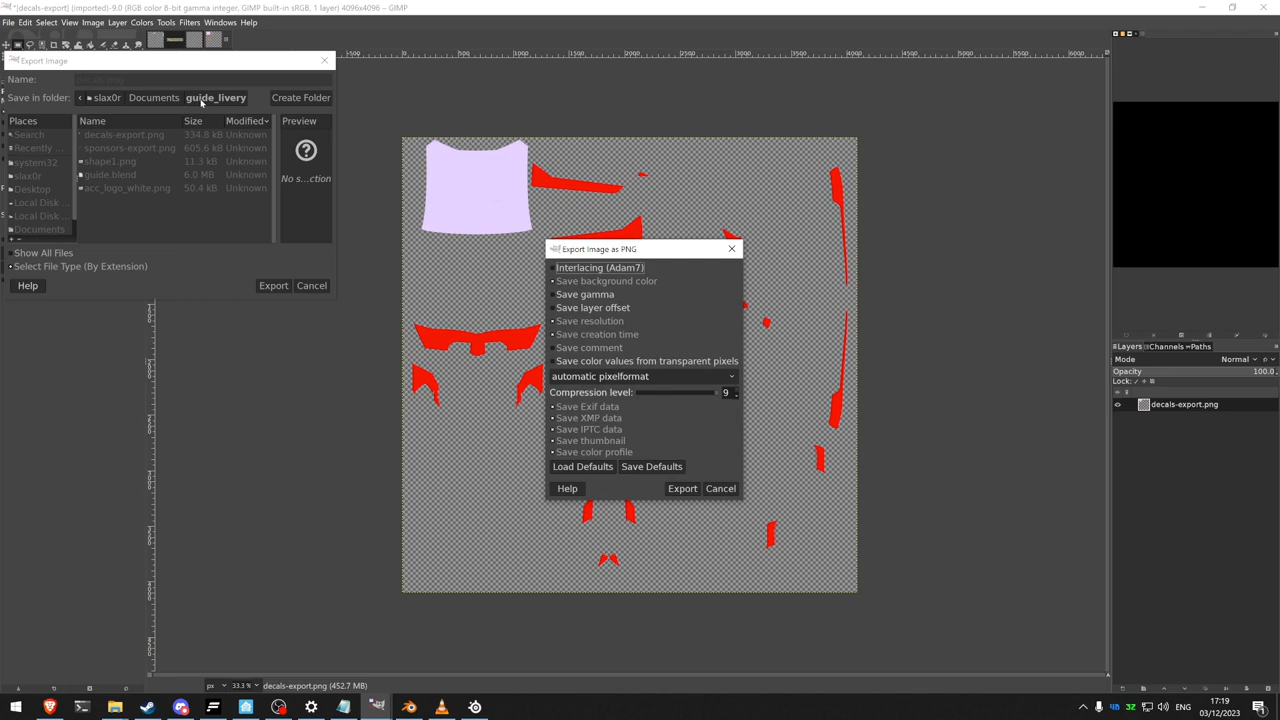 *[decals-export] (imported)-9.0 (RGB color 8-bit gamma integer, GIMP built-in sRGB, 1 layer) 4096x4096 – GIMP
File Edit Select View Image Layer Colors Tools Filters Windows Help
Export Image
Name:
Save in folder: slax0r Documents guide_livery Create Folder
Places Name Size Modified Preview
Search decals-export.png 334.8 kB Unknown
Recently ... sponsors-export.png 605.6 kB Unknown
system32 shape1.png 11.3 kB Unknown
slax0r guide.blend 6.0 MB Unknown
Desktop acc_logo_white.png 50.4 kB Unknown
No s...ction
Local Disk ...
Local Disk ...
Documents
Show All Files
Select File Type (By Extension)
Help Export Cancel
Export Image as PNG
Interlacing (Adam7)
Save background color
Save gamma
Save layer offset
Save resolution
Save creation time
Save comment
Save color values from transparent pixels
automatic pixelformat
Compression level: 9
Save Exif data
Save XMP data
Save IPTC data
Save thumbnail
Save color profile
Load Defaults Save Defaults
Help Export Cancel
Layers Channels Paths
Mode Normal
Opacity 100.0
Lock:
decals-export.png
px 33.3 % decals-export.png (452.7 MB)
ENG 17:19
03/12/2023